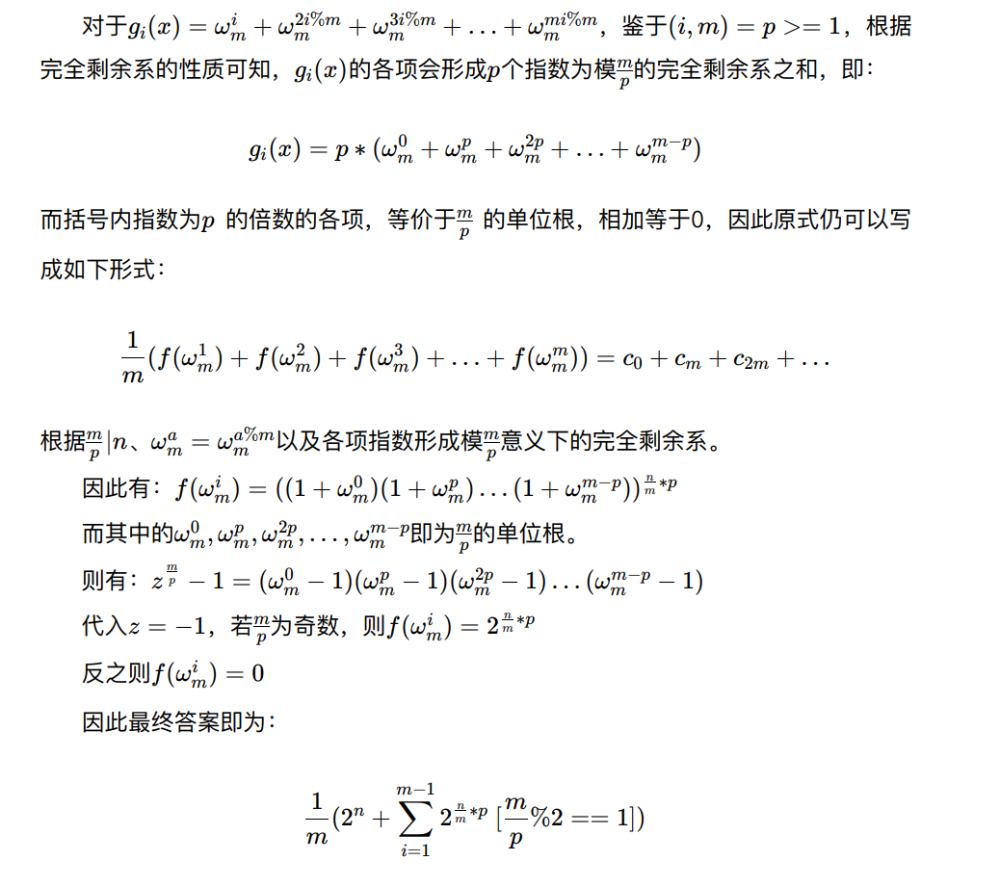 对于$g_i(x) = \omega_m^i + \omega_m^{2i\%m} + \omega_m^{3i\%m} + \ldots + \omega_m^{mi\%m}$，鉴于$(i, m) = p >= 1$，根据
完全剩余系的性质可知，$g_i(x)$的各项会形成$p$个指数为模$\frac{m}{p}$的完全剩余系之和，即：
$g_i(x) = p * (\omega_m^0 + \omega_m^p + \omega_m^{2p} + \ldots + \omega_m^{m-p})$
而括号内指数为$p$ 的倍数的各项，等价于$\frac{m}{p}$ 的单位根，相加等于0，因此原式仍可以写
成如下形式：
$\frac{1}{m}(f(\omega_m^1) + f(\omega_m^2) + f(\omega_m^3) + \ldots + f(\omega_m^m)) = c_0 + c_m + c_{2m} + \ldots$
根据$\frac{m}{p}|n$、$\omega_m^a = \omega_m^{a\%m}$以及各项指数形成模$\frac{m}{p}$意义下的完全剩余系。
因此有：$f(\omega_m^i) = ((1 + \omega_m^0)(1 + \omega_m^p) \ldots (1 + \omega_m^{m-p}))^{\frac{n}{m}*p}$
而其中的$\omega_m^0, \omega_m^p, \omega_m^{2p}, \ldots, \omega_m^{m-p}$即为$\frac{m}{p}$的单位根。
则有：$z^{\frac{m}{p}} - 1 = (\omega_m^0 - 1)(\omega_m^p - 1)(\omega_m^{2p} - 1) \ldots (\omega_m^{m-p} - 1)$
代入$z = -1$，若$\frac{m}{p}$为奇数，则$f(\omega_m^i) = 2^{\frac{n}{m}*p}$
反之则$f(\omega_m^i) = 0$
因此最终答案即为：
$\frac{1}{m}(2^n + \sum_{i=1}^{m-1} 2^{\frac{n}{m}*p} [\frac{m}{p}\%2 == 1])$